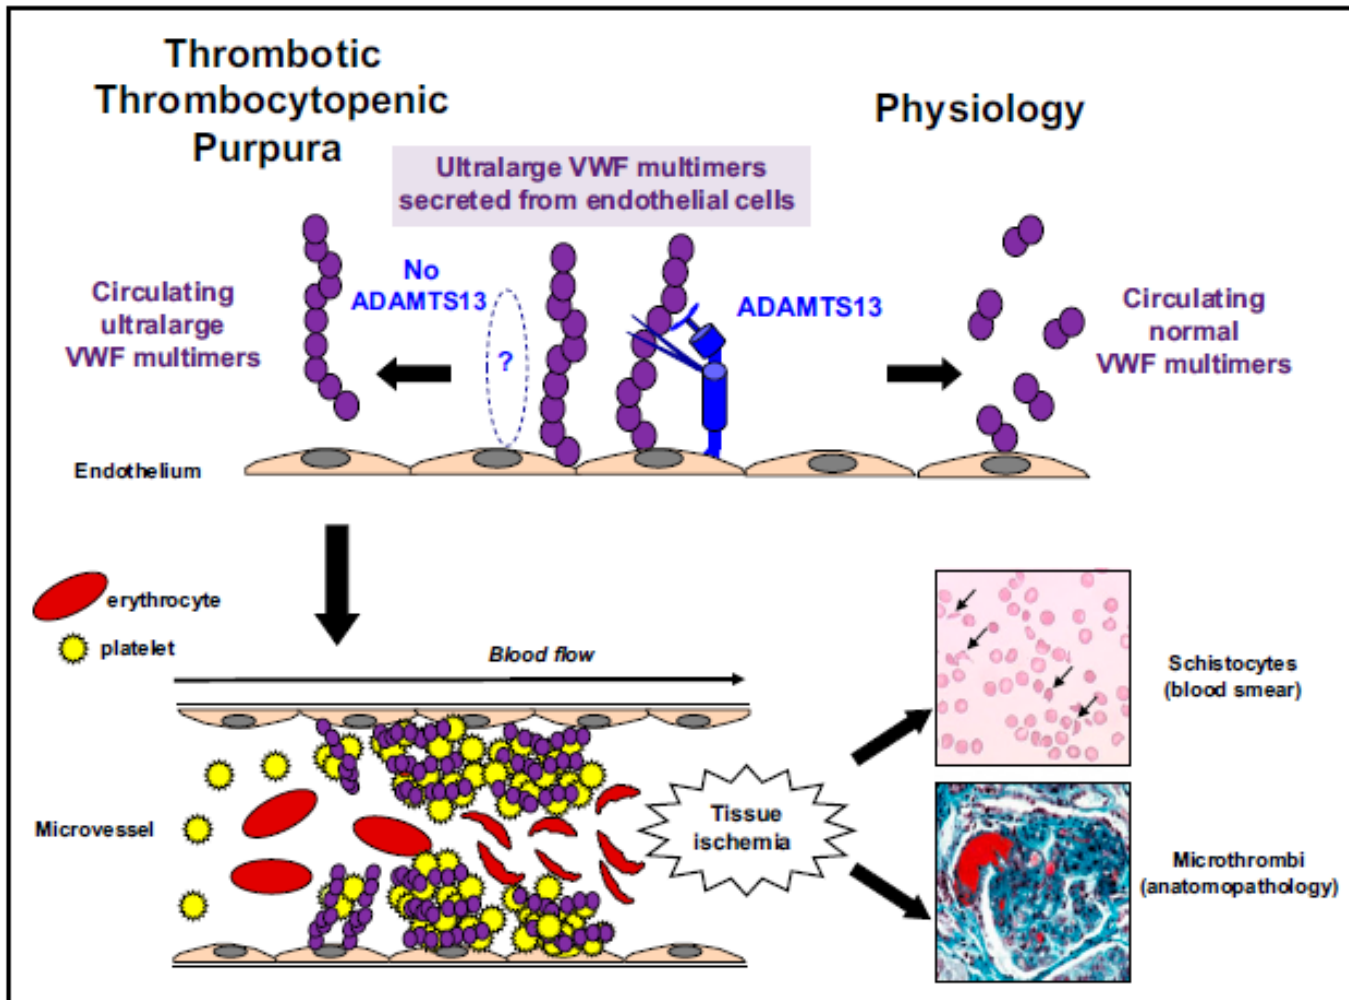 Thrombotic
Thrombocytopenic
Purpura
Physiology
Ultralarge VWF multimers
secreted from endothelial cells
Circulating
ultralarge
VWF multimers
No
ADAMTS13
?
ADAMTS13
Circulating
normal
VWF multimers
Endothelium
erythrocyte
platelet
Blood flow
Microvessel
Tissue
ischemia
Schistocytes
(blood smear)
Microthrombi
(anatomopathology)